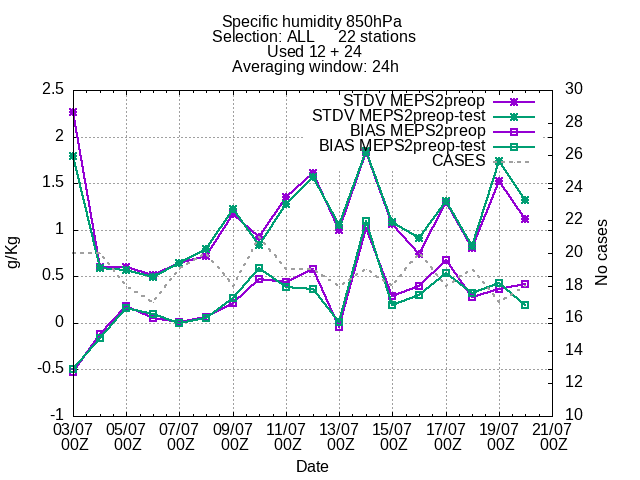 Specific humidity 850hPa
Selection: ALL 22 stations
Used 12 + 24
Averaging window: 24h
STDV MEPS2preop
STDV MEPS2preop-test
BIAS MEPS2preop
BIAS MEPS2preop-test
CASES
g/Kg
2.5
2
1.5
1
0.5
0
-0.5
-1
No cases
30
28
26
24
22
20
18
16
14
12
10
03/07 05/07 07/07 09/07 11/07 13/07 15/07 17/07 19/07 21/07
00Z 00Z 00Z 00Z 00Z 00Z 00Z 00Z 00Z 00Z
Date